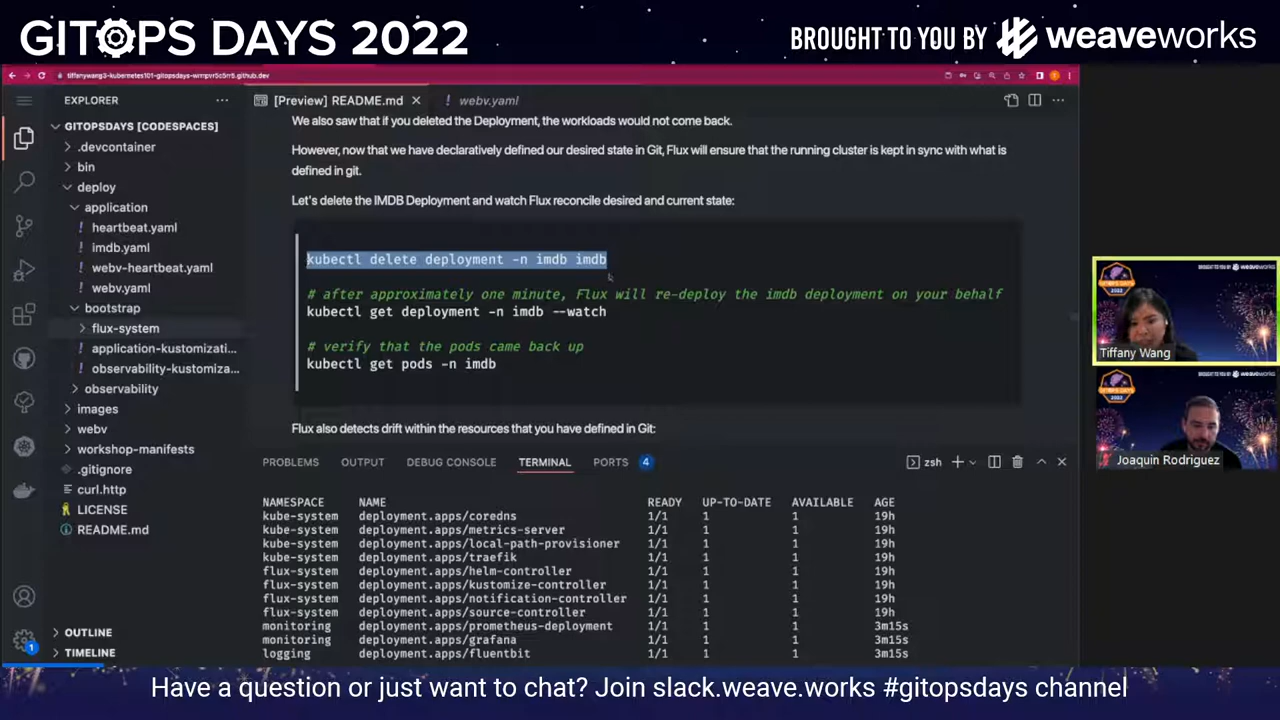 GITOPS DAYS 2022
BROUGHT TO YOU BY weaveworks
tiffanywang3-kubernetes101-gitopsdays-wrrpvr5c5rr5.github.dev
EXPLORER
[Preview] README.md
webv.yaml
GITOPSDAYS [CODESPACES]
.devcontainer
bin
deploy
application
heartbeat.yaml
imdb.yaml
webv-heartbeat.yaml
webv.yaml
bootstrap
flux-system
application-kustomizati...
observability-kustomiza...
observability
images
webv
workshop-manifests
.gitignore
curl.http
LICENSE
README.md
OUTLINE
TIMELINE
1
We also saw that if you deleted the Deployment, the workloads would not come back.
However, now that we have declaratively defined our desired state in Git, Flux will ensure that the running cluster is kept in sync with what is
defined in git.
Let's delete the IMDB Deployment and watch Flux reconcile desired and current state:
kubectl delete deployment -n imdb imdb
# after approximately one minute, Flux will re-deploy the imdb deployment on your behalf
kubectl get deployment -n imdb --watch
# verify that the pods came back up
kubectl get pods -n imdb
Flux also detects drift within the resources that you have defined in Git:
PROBLEMS OUTPUT DEBUG CONSOLE TERMINAL PORTS 4 zsh
NAMESPACE NAME READY UP-TO-DATE AVAILABLE AGE
kube-system deployment.apps/coredns 1/1 1 1 19h
kube-system deployment.apps/metrics-server 1/1 1 1 19h
kube-system deployment.apps/local-path-provisioner 1/1 1 1 19h
kube-system deployment.apps/traefik 1/1 1 1 19h
flux-system deployment.apps/helm-controller 1/1 1 1 19h
flux-system deployment.apps/kustomize-controller 1/1 1 1 19h
flux-system deployment.apps/notification-controller 1/1 1 1 19h
flux-system deployment.apps/source-controller 1/1 1 1 19h
monitoring deployment.apps/prometheus-deployment 1/1 1 1 3m15s
monitoring deployment.apps/grafana 1/1 1 1 3m15s
logging deployment.apps/fluentbit 1/1 1 1 3m15s
Tiffany Wang
Joaquin Rodriguez
Have a question or just want to chat? Join slack.weave.works #gitopsdays channel